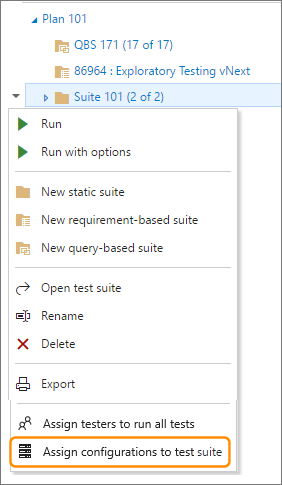 Plan 101
QBS 171 (17 of 17)
86964 : Exploratory Testing vNext
Suite 101 (2 of 2)
Run
Run with options
New static suite
New requirement-based suite
New query-based suite
Open test suite
Rename
Delete
Export
Assign testers to run all tests
Assign configurations to test suite